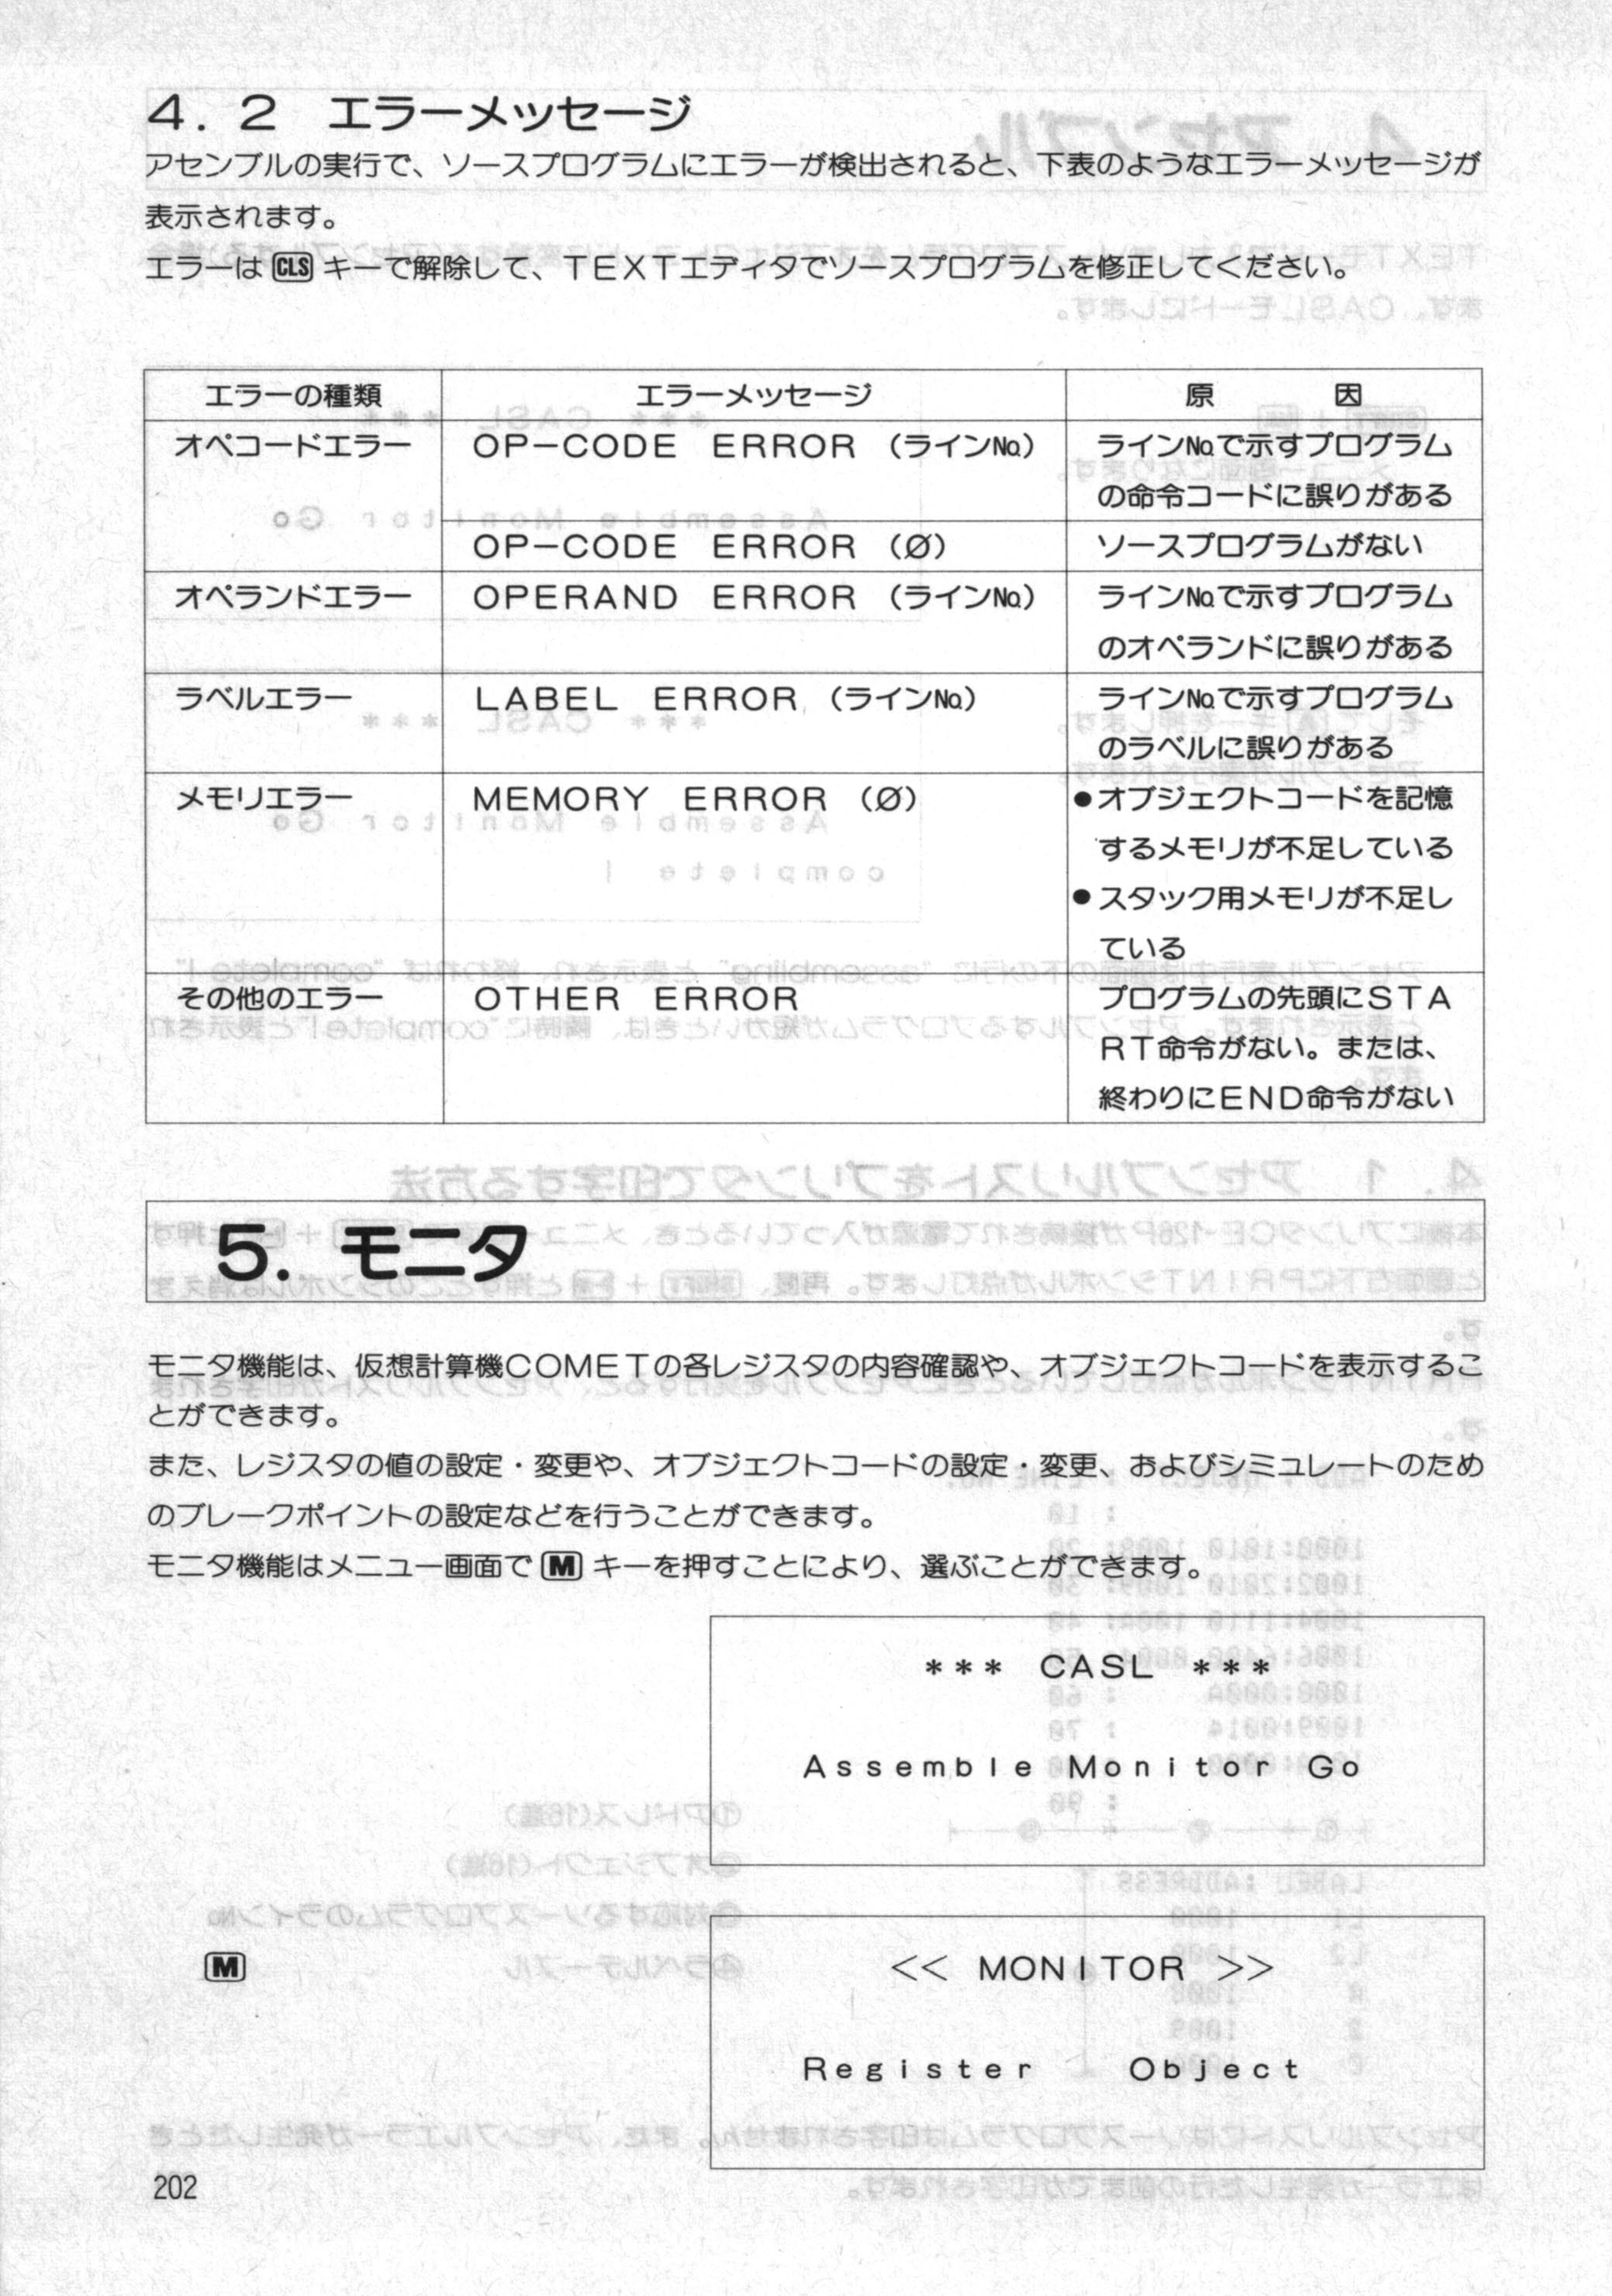 4．2　エラーメッセージ
アセンブルの実行で、ソースプログラムにエラーが検出されると、下表のようなエラーメッセージが
表示されます。
エラーは CLS キーで解除して、TEXTエディタでソースプログラムを修正してください。
エラーの種類　エラーメッセージ　原　因
オペコードエラー　OP−CODE　ERROR（ラインNo.）　ラインNo.で示すプログラム
の命令コードに誤りがある
OP−CODE　ERROR（Ø）　ソースプログラムがない
オペランドエラー　OPERAND　ERROR（ラインNo.）　ラインNo.で示すプログラム
のオペランドに誤りがある
ラベルエラー　LABEL　ERROR（ラインNo.）　ラインNo.で示すプログラム
のラベルに誤りがある
メモリエラー　MEMORY　ERROR（Ø）　●オブジェクトコードを記憶
するメモリが不足している
●スタック用メモリが不足し
ている
その他のエラー　OTHER　ERROR　プログラムの先頭にSTA
RT命令がない。または、
終わりにEND命令がない
5．モニタ
モニタ機能は、仮想計算機COMETの各レジスタの内容確認や、オブジェクトコードを表示するこ
とができます。
また、レジスタの値の設定・変更や、オブジェクトコードの設定・変更、およびシミュレートのため
のブレークポイントの設定などを行うことができます。
モニタ機能はメニュー画面で M キーを押すことにより、選ぶことができます。
＊＊＊　CASL　＊＊＊
Assemble Monitor Go
M
<< MONITOR >>
Register　Object
202